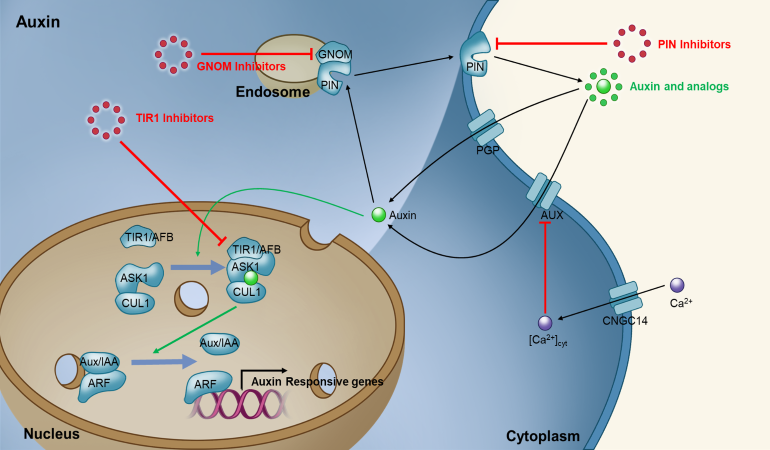 Auxin
GNOM Inhibitors
GNOM
PIN
Endosome
PIN
PIN Inhibitors
Auxin and analogs
TIR1 Inhibitors
PGP
AUX
Auxin
TIR1/AFB
ASK1
CUL1
TIR1/AFB
ASK1
CUL1
Ca2+
CNGC14
[Ca2+]cyt
Aux/IAA
Aux/IAA
ARF
ARF
Auxin Responsive genes
Nucleus
Cytoplasm